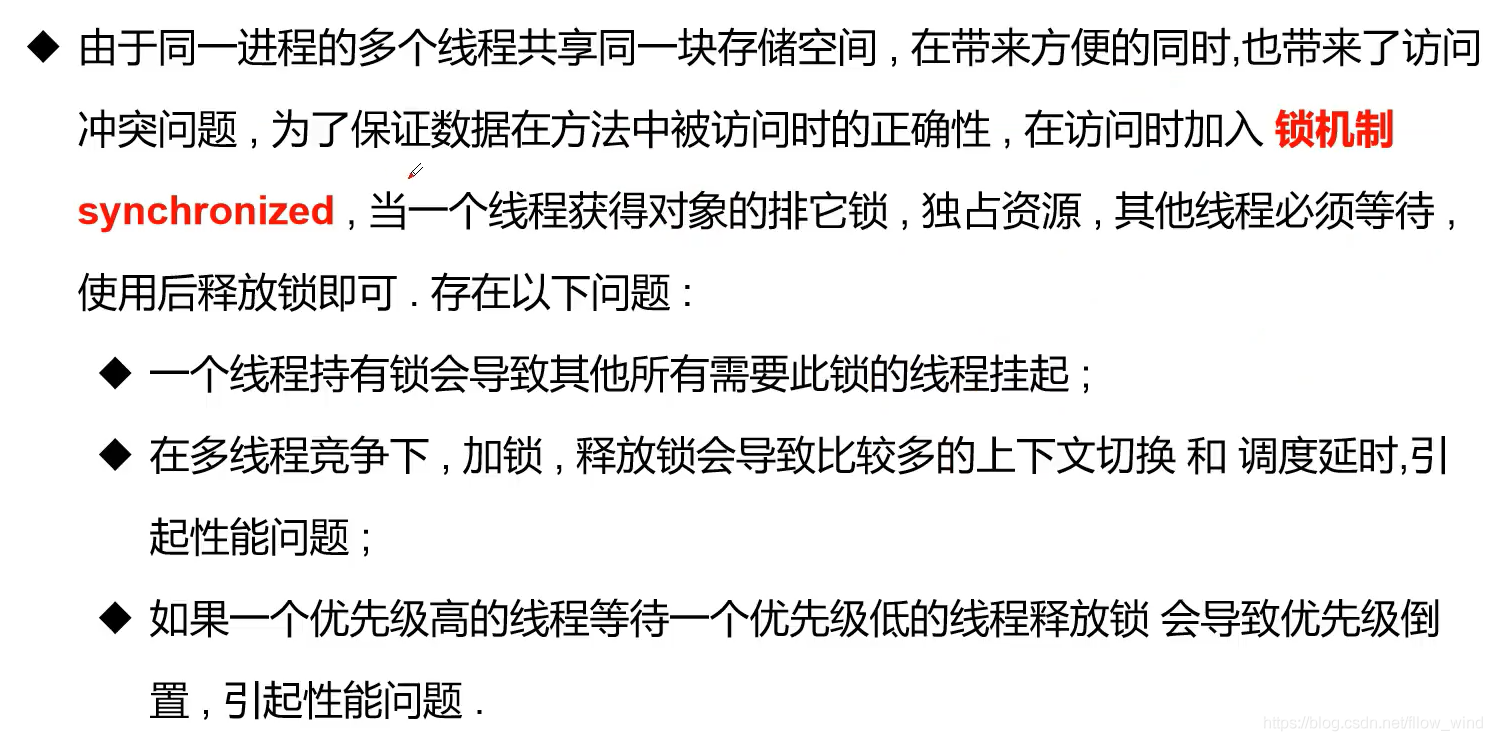 ◆ 由于同一进程的多个线程共享同一块存储空间 , 在带来方便的同时,也带来了访问
冲突问题 , 为了保证数据在方法中被访问时的正确性 , 在访问时加入 锁机制
synchronized , 当一个线程获得对象的排它锁 , 独占资源 , 其他线程必须等待 ,
使用后释放锁即可 . 存在以下问题 :
◆ 一个线程持有锁会导致其他所有需要此锁的线程挂起 ;
◆ 在多线程竞争下 , 加锁 , 释放锁会导致比较多的上下文切换 和 调度延时,引
起性能问题 ;
◆ 如果一个优先级高的线程等待一个优先级低的线程释放锁 会导致优先级倒
置 , 引起性能问题 .
https://blog.csdn.net/fllow_wind